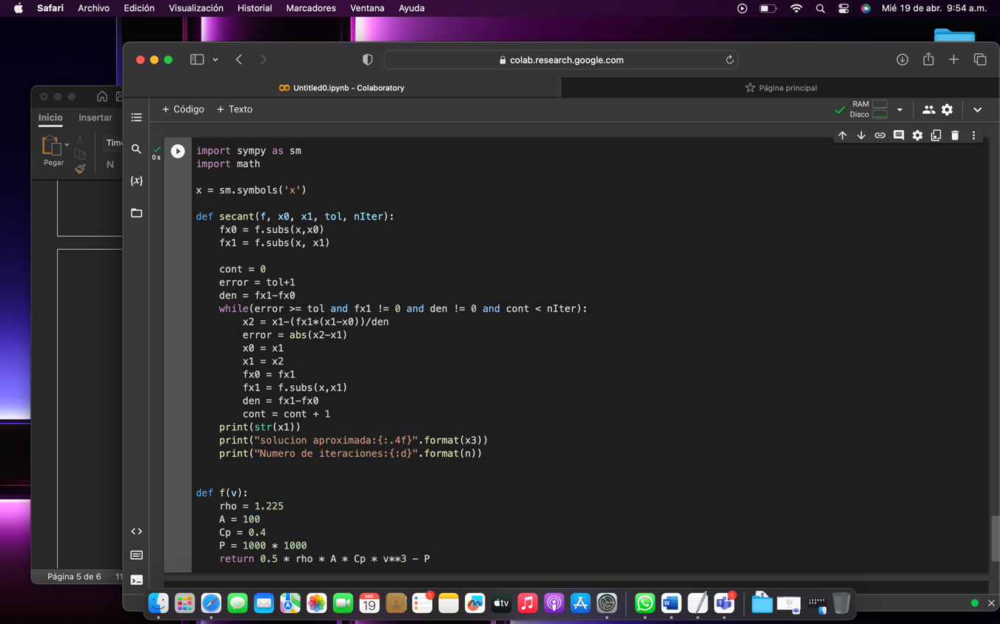 Safari Archivo Edición Visualización Historial Marcadores Ventana Ayuda Mié 19 de abr. 9:54 a.m.
colab.research.google.com
Untitled0.ipynb - Colaboratory Página principal
Inicio Insertar
Pegar
N
+ Código + Texto
RAM
Disco
{x}
0 s
import sympy as sm
import math
x = sm.symbols('x')
def secant(f, x0, x1, tol, nIter):
fx0 = f.subs(x,x0)
fx1 = f.subs(x, x1)
cont = 0
error = tol+1
den = fx1-fx0
while(error >= tol and fx1 != 0 and den != 0 and cont < nIter):
x2 = x1-(fx1*(x1-x0))/den
error = abs(x2-x1)
x0 = x1
x1 = x2
fx0 = fx1
fx1 = f.subs(x,x1)
den = fx1-fx0
cont = cont + 1
print(str(x1))
print("solucion aproximada:{:.4f}".format(x3))
print("Numero de iteraciones:{:d}".format(n))
def f(v):
rho = 1.225
A = 100
Cp = 0.4
P = 1000 * 1000
return 0.5 * rho * A * Cp * v**3 - P
Página 5 de 6
ABR.
19
1
tv
1